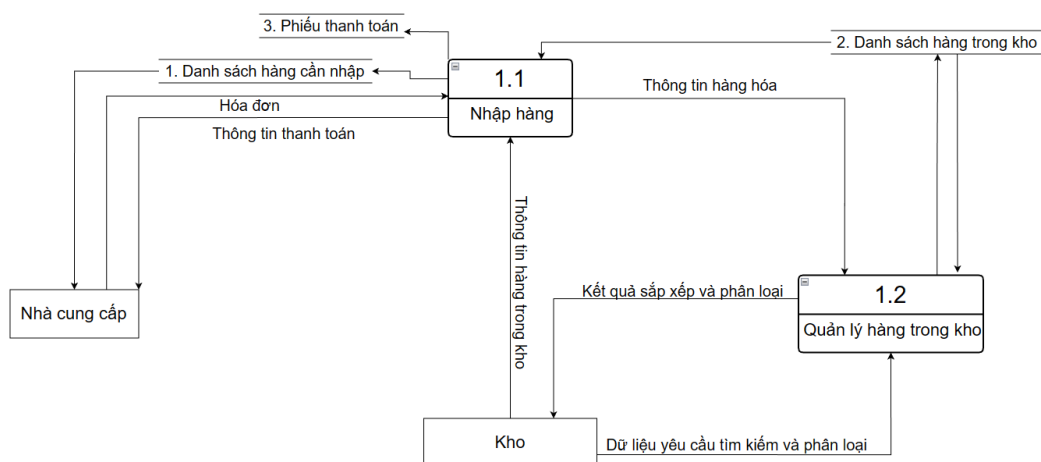 3. Phiếu thanh toán
2. Danh sách hàng trong kho
1. Danh sách hàng cần nhập
1.1
Nhập hàng
Thông tin hàng hóa
Hóa đơn
Thông tin thanh toán
Thông tin hàng trong kho
Nhà cung cấp
Kết quả sắp xếp và phân loại
1.2
Quản lý hàng trong kho
Kho
Dữ liệu yêu cầu tìm kiếm và phân loại